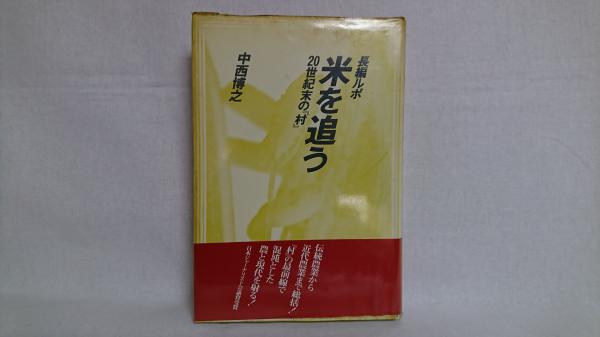 長編ルポ
米を追う
20世紀末の「村」
中西博之
伝統農業から
近代農業まで総括!
「村」の最前線で
混沌とした
農と現代を射る!